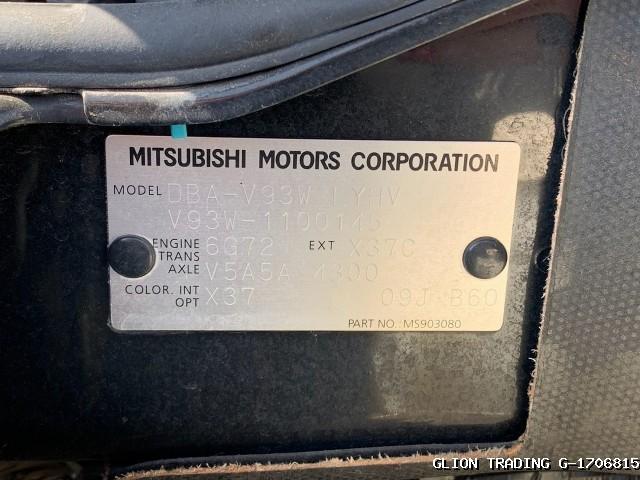 MITSUBISHI MOTORS CORPORATION
MODEL DBA-V93W LYHV
V93W-1100145
ENGINE 6G72 EXT X37C
TRANS
AXLE V5A5A 4300
COLOR. INT X37 09J B60
OPT
PART NO.: MS903080
GLION TRADING G-1706815